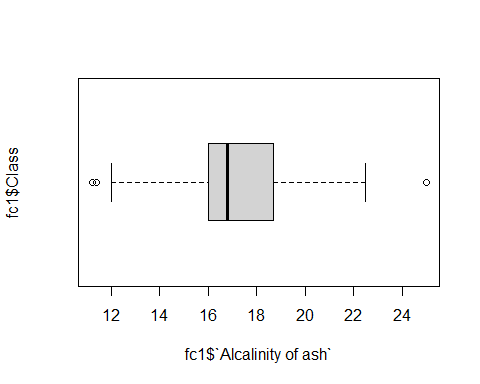 fc1$Class
12 14 16 18 20 22 24
fc1$`Alcalinity of ash`